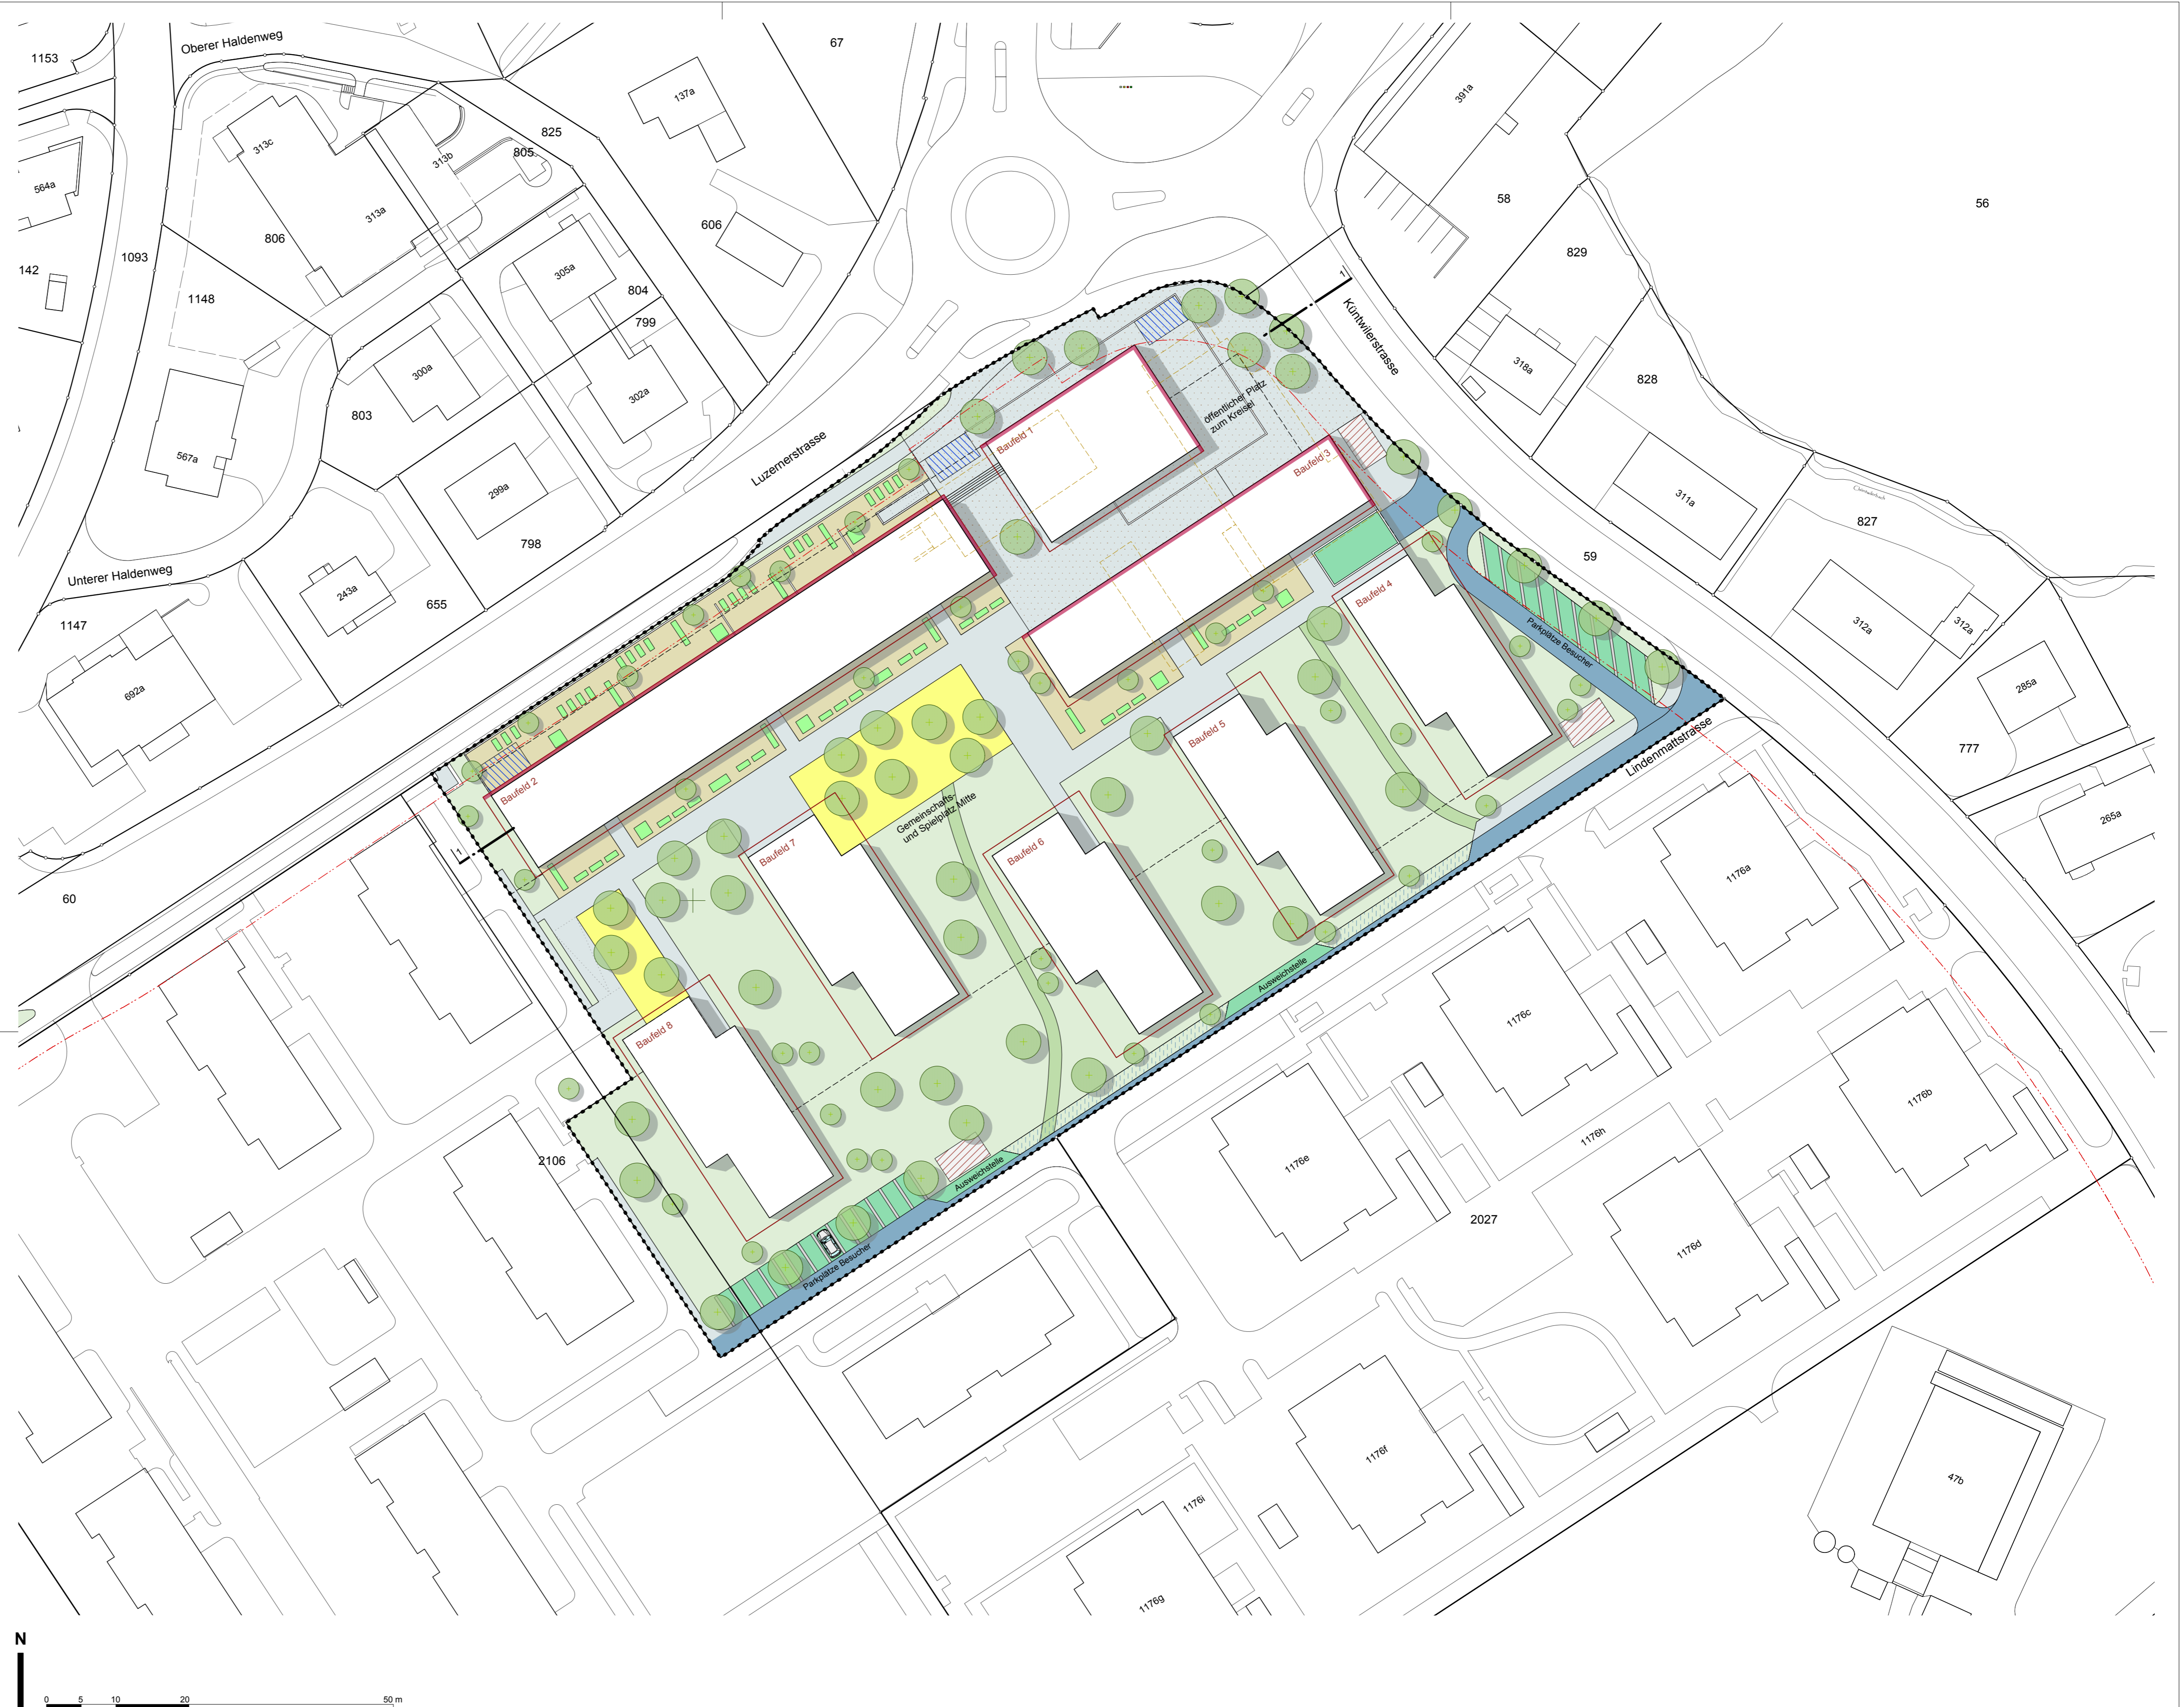 Oberer Haldenweg
67
1153
137a
391a
825
313c
313b
805
564a
58
56
313a
606
806
829
142
1093
305a
1148
804
799
1
Küntwilerstrasse
318a
300a
828
302a
803
öffentlicher Platz
zum Kreisel
Luzernerstrasse
Baufeld 1
567a
Baufeld 3
299a
311a
827
798
59
Unterer Haldenweg
243a
Baufeld 4
655
1147
312a
312a
Parkplätze Besucher
692a
285a
Baufeld 5
Lindenmattstrasse
777
Baufeld 2
Gemeinschafts-
und Spielplatz Mitte
265a
1
Baufeld 7
Baufeld 6
1176a
60
Ausweichstelle
1176c
Baufeld 8
1176b
1176h
2106
1176e
Ausweichstelle
2027
1176d
Parkplätze Besucher
1176f
47b
1176i
1176g
N
0 5 10 20 50 m